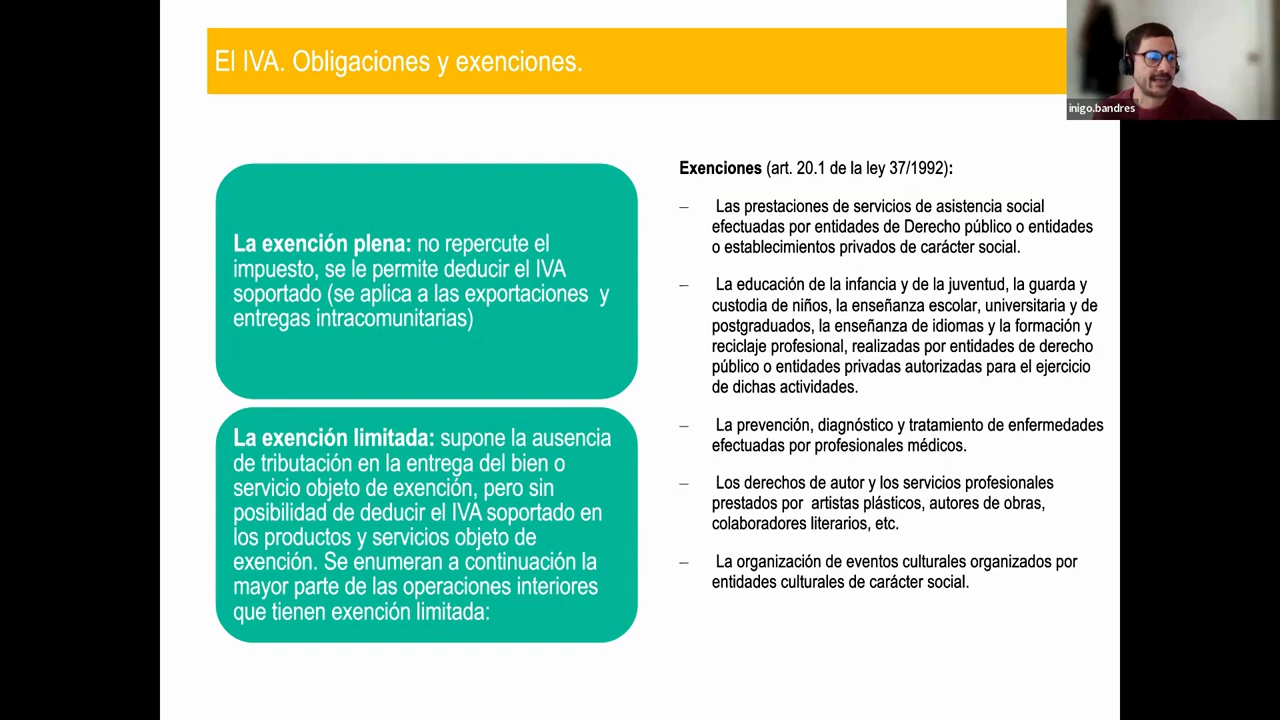 El IVA. Obligaciones y exenciones.
inigo.bandres
La exención plena: no repercute el
impuesto, se le permite deducir el IVA
soportado (se aplica a las exportaciones y
entregas intracomunitarias)
La exención limitada: supone la ausencia
de tributación en la entrega del bien o
servicio objeto de exención, pero sin
posibilidad de deducir el IVA soportado en
los productos y servicios objeto de
exención. Se enumeran a continuación la
mayor parte de las operaciones interiores
que tienen exención limitada:
Exenciones (art. 20.1 de la ley 37/1992):
– Las prestaciones de servicios de asistencia social
efectuadas por entidades de Derecho público o entidades
o establecimientos privados de carácter social.
– La educación de la infancia y de la juventud, la guarda y
custodia de niños, la enseñanza escolar, universitaria y de
postgraduados, la enseñanza de idiomas y la formación y
reciclaje profesional, realizadas por entidades de derecho
público o entidades privadas autorizadas para el ejercicio
de dichas actividades.
– La prevención, diagnóstico y tratamiento de enfermedades
efectuadas por profesionales médicos.
– Los derechos de autor y los servicios profesionales
prestados por artistas plásticos, autores de obras,
colaboradores literarios, etc.
– La organización de eventos culturales organizados por
entidades culturales de carácter social.